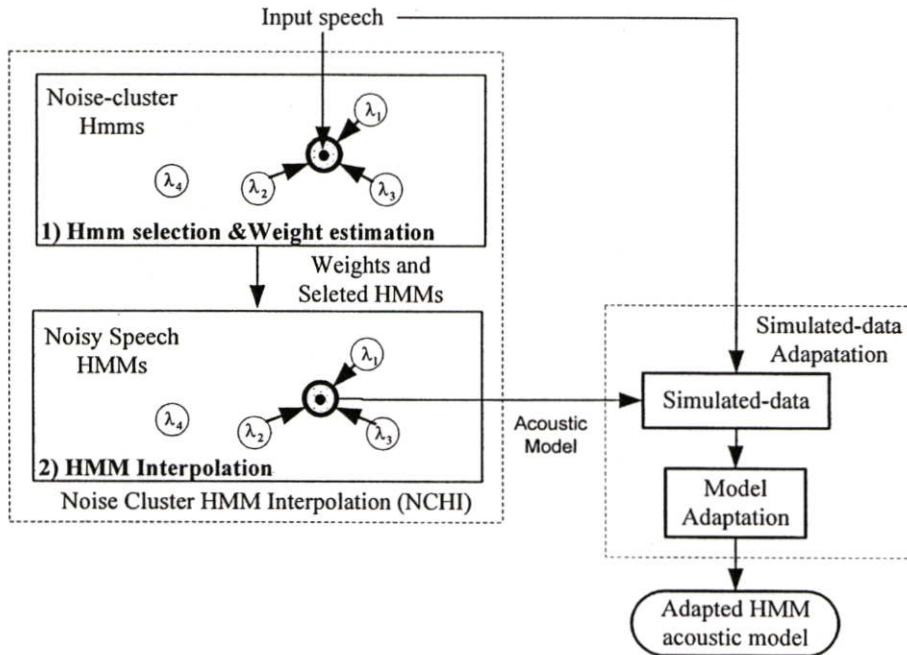 Input speech
Noise-cluster
Hmms
λ1
λ2
λ3
λ4
1) Hmm selection &Weight estimation
Weights and
Seleted HMMs
Noisy Speech
HMMs
λ1
λ2
λ3
λ4
2) HMM Interpolation
Noise Cluster HMM Interpolation (NCHI)
Acoustic
Model
Simulated-data
Adapatation
Simulated-data
Model
Adaptation
Adapted HMM
acoustic model